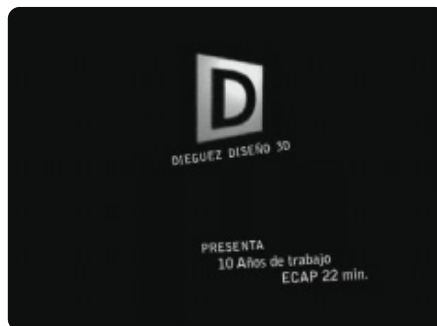 D
DIEGUEZ DISEÑO 3D
PRESENTA
10 Años de trabajo
ECAP 22 min.